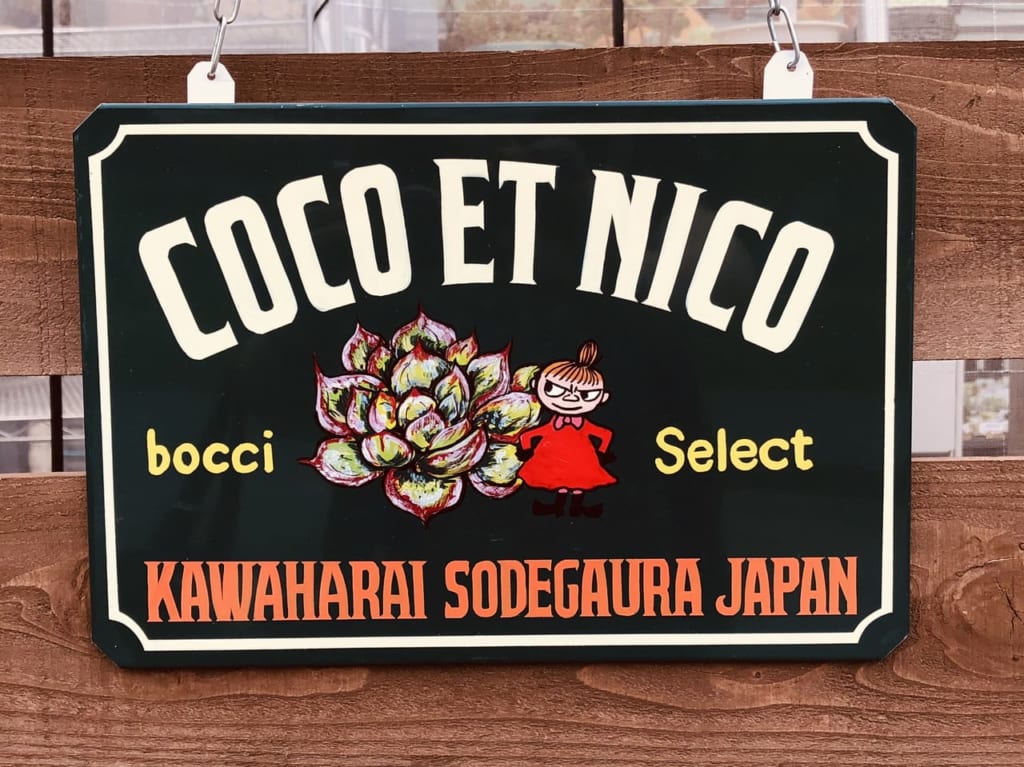 COCO ET NICO
bocci Select
KAWAHARAI SODEGAURA JAPAN